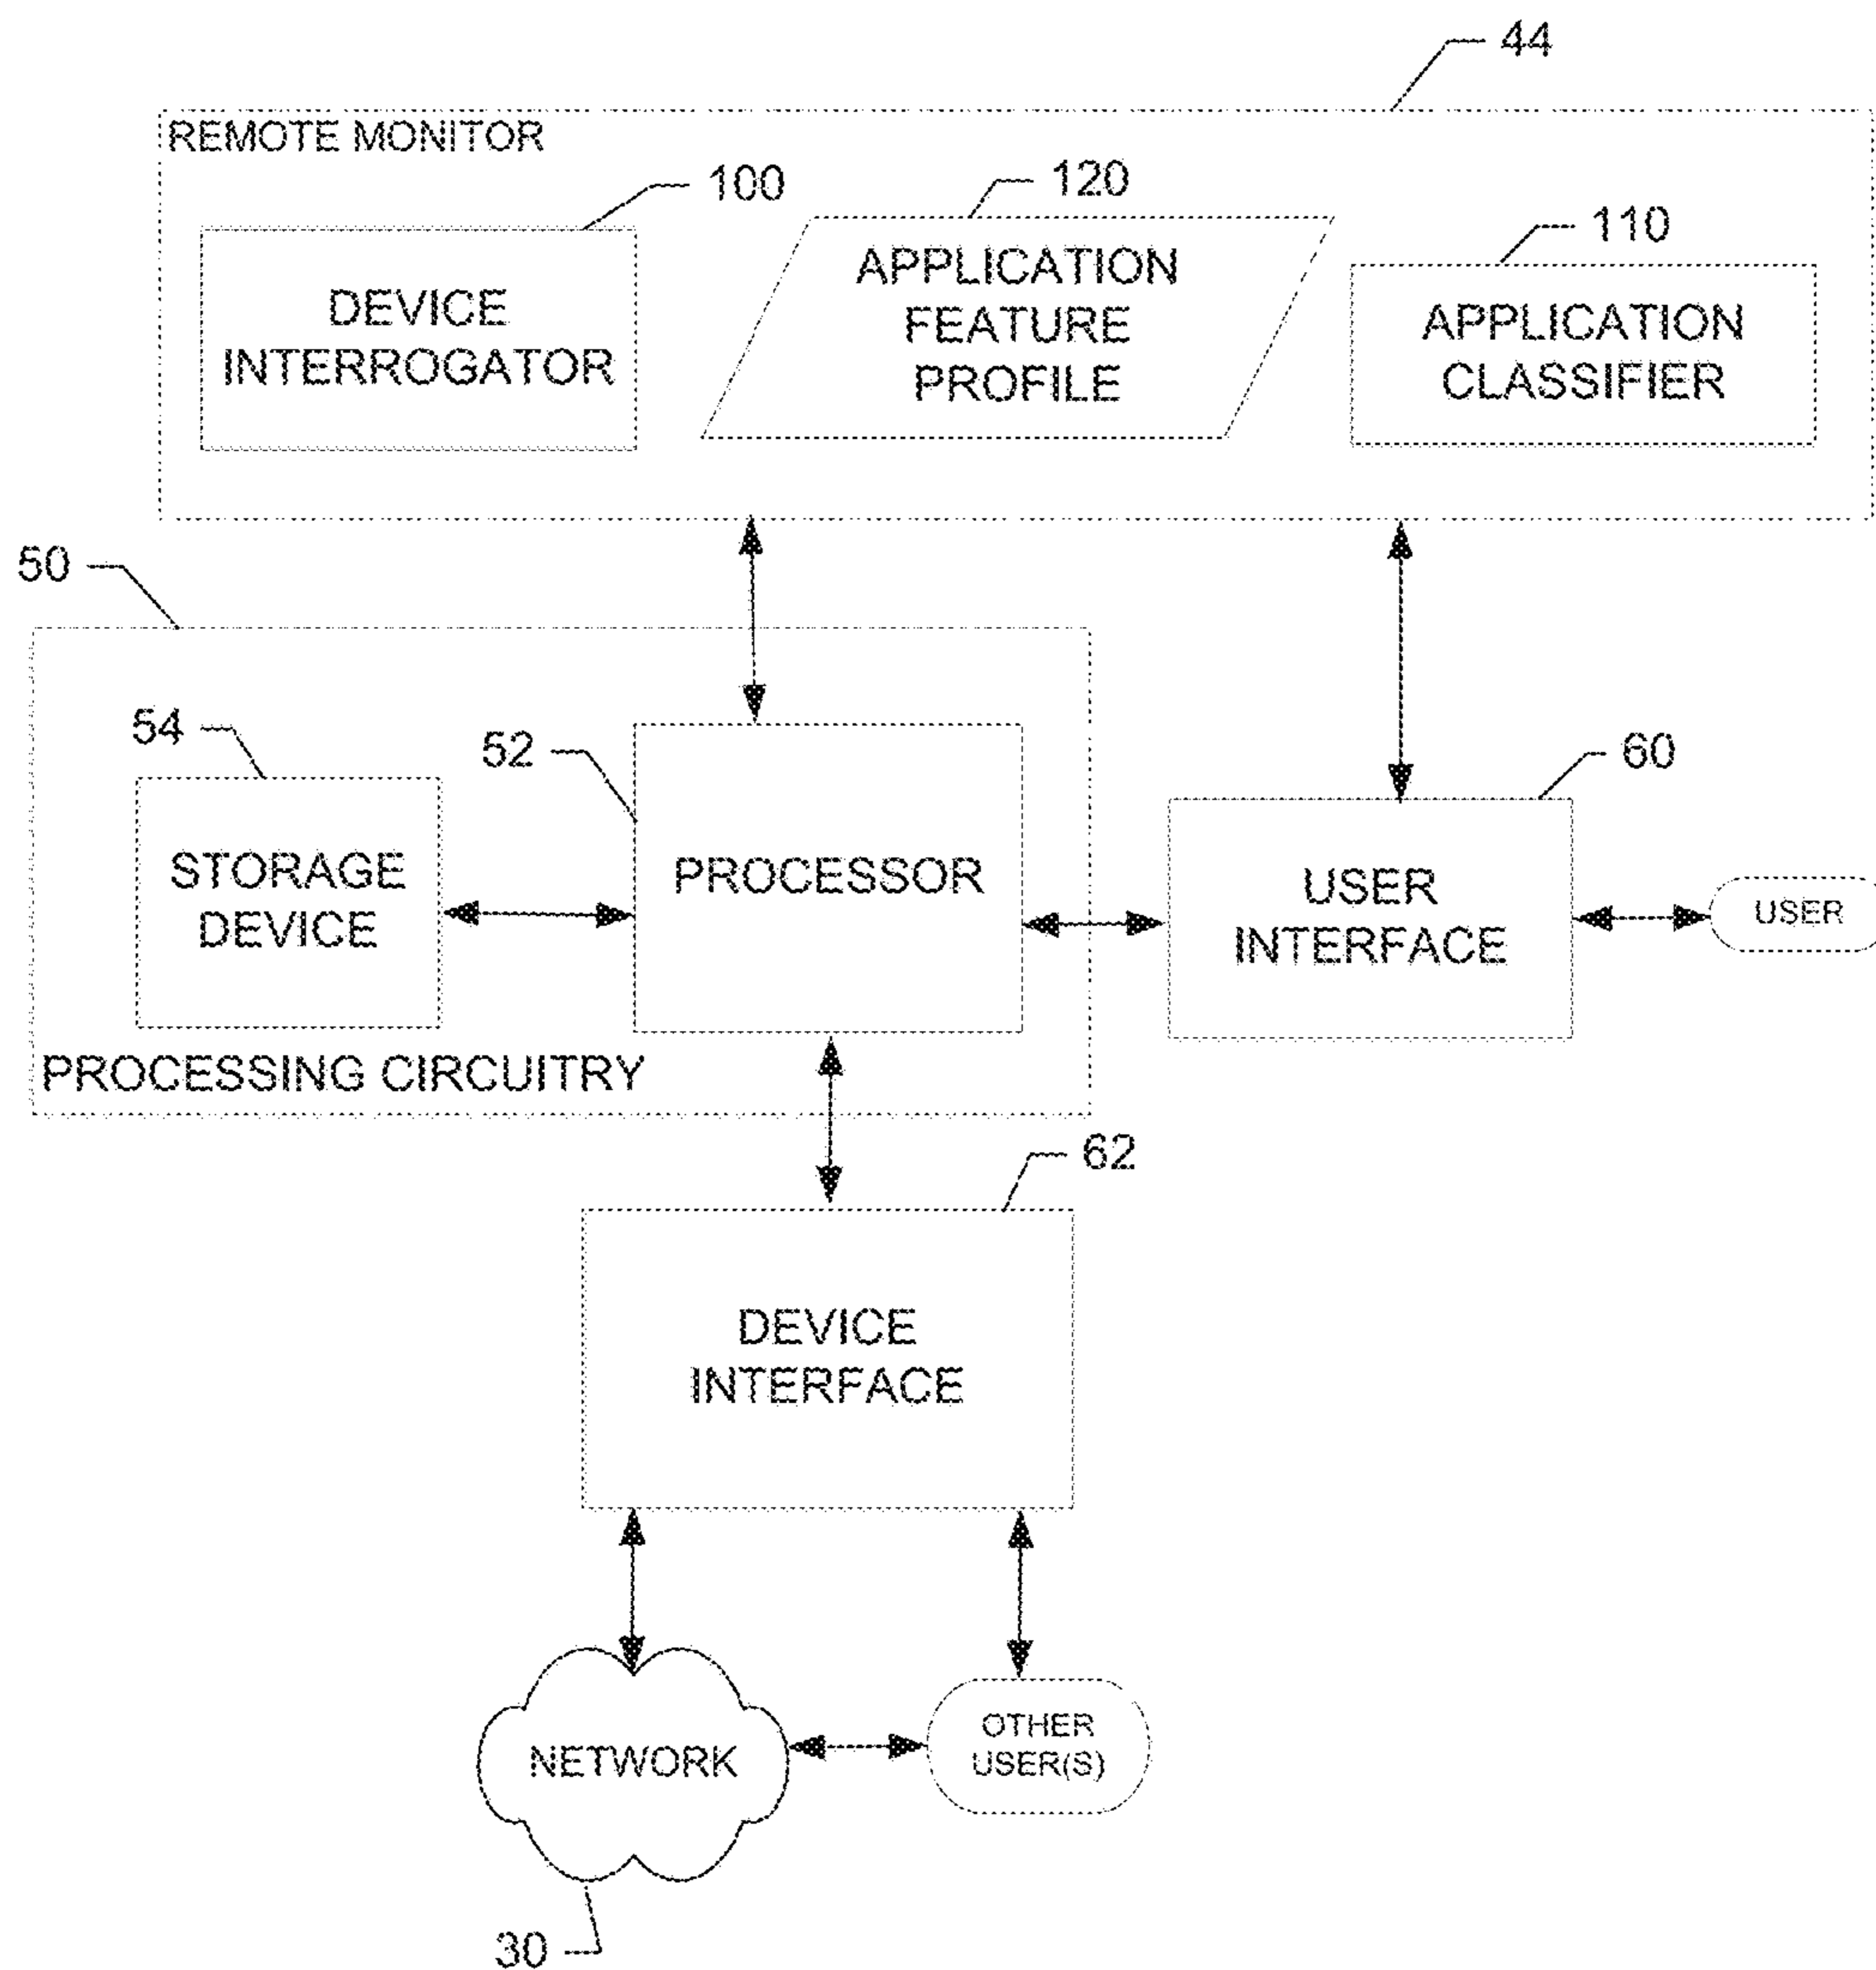 44
REMOTE MONITOR
100
120
110
DEVICE
INTERROGATOR
APPLICATION
FEATURE
PROFILE
APPLICATION
CLASSIFIER
50
54
52
60
STORAGE
DEVICE
PROCESSOR
USER
INTERFACE
USER
PROCESSING CIRCUITRY
62
DEVICE
INTERFACE
NETWORK
OTHER
USER(S)
30